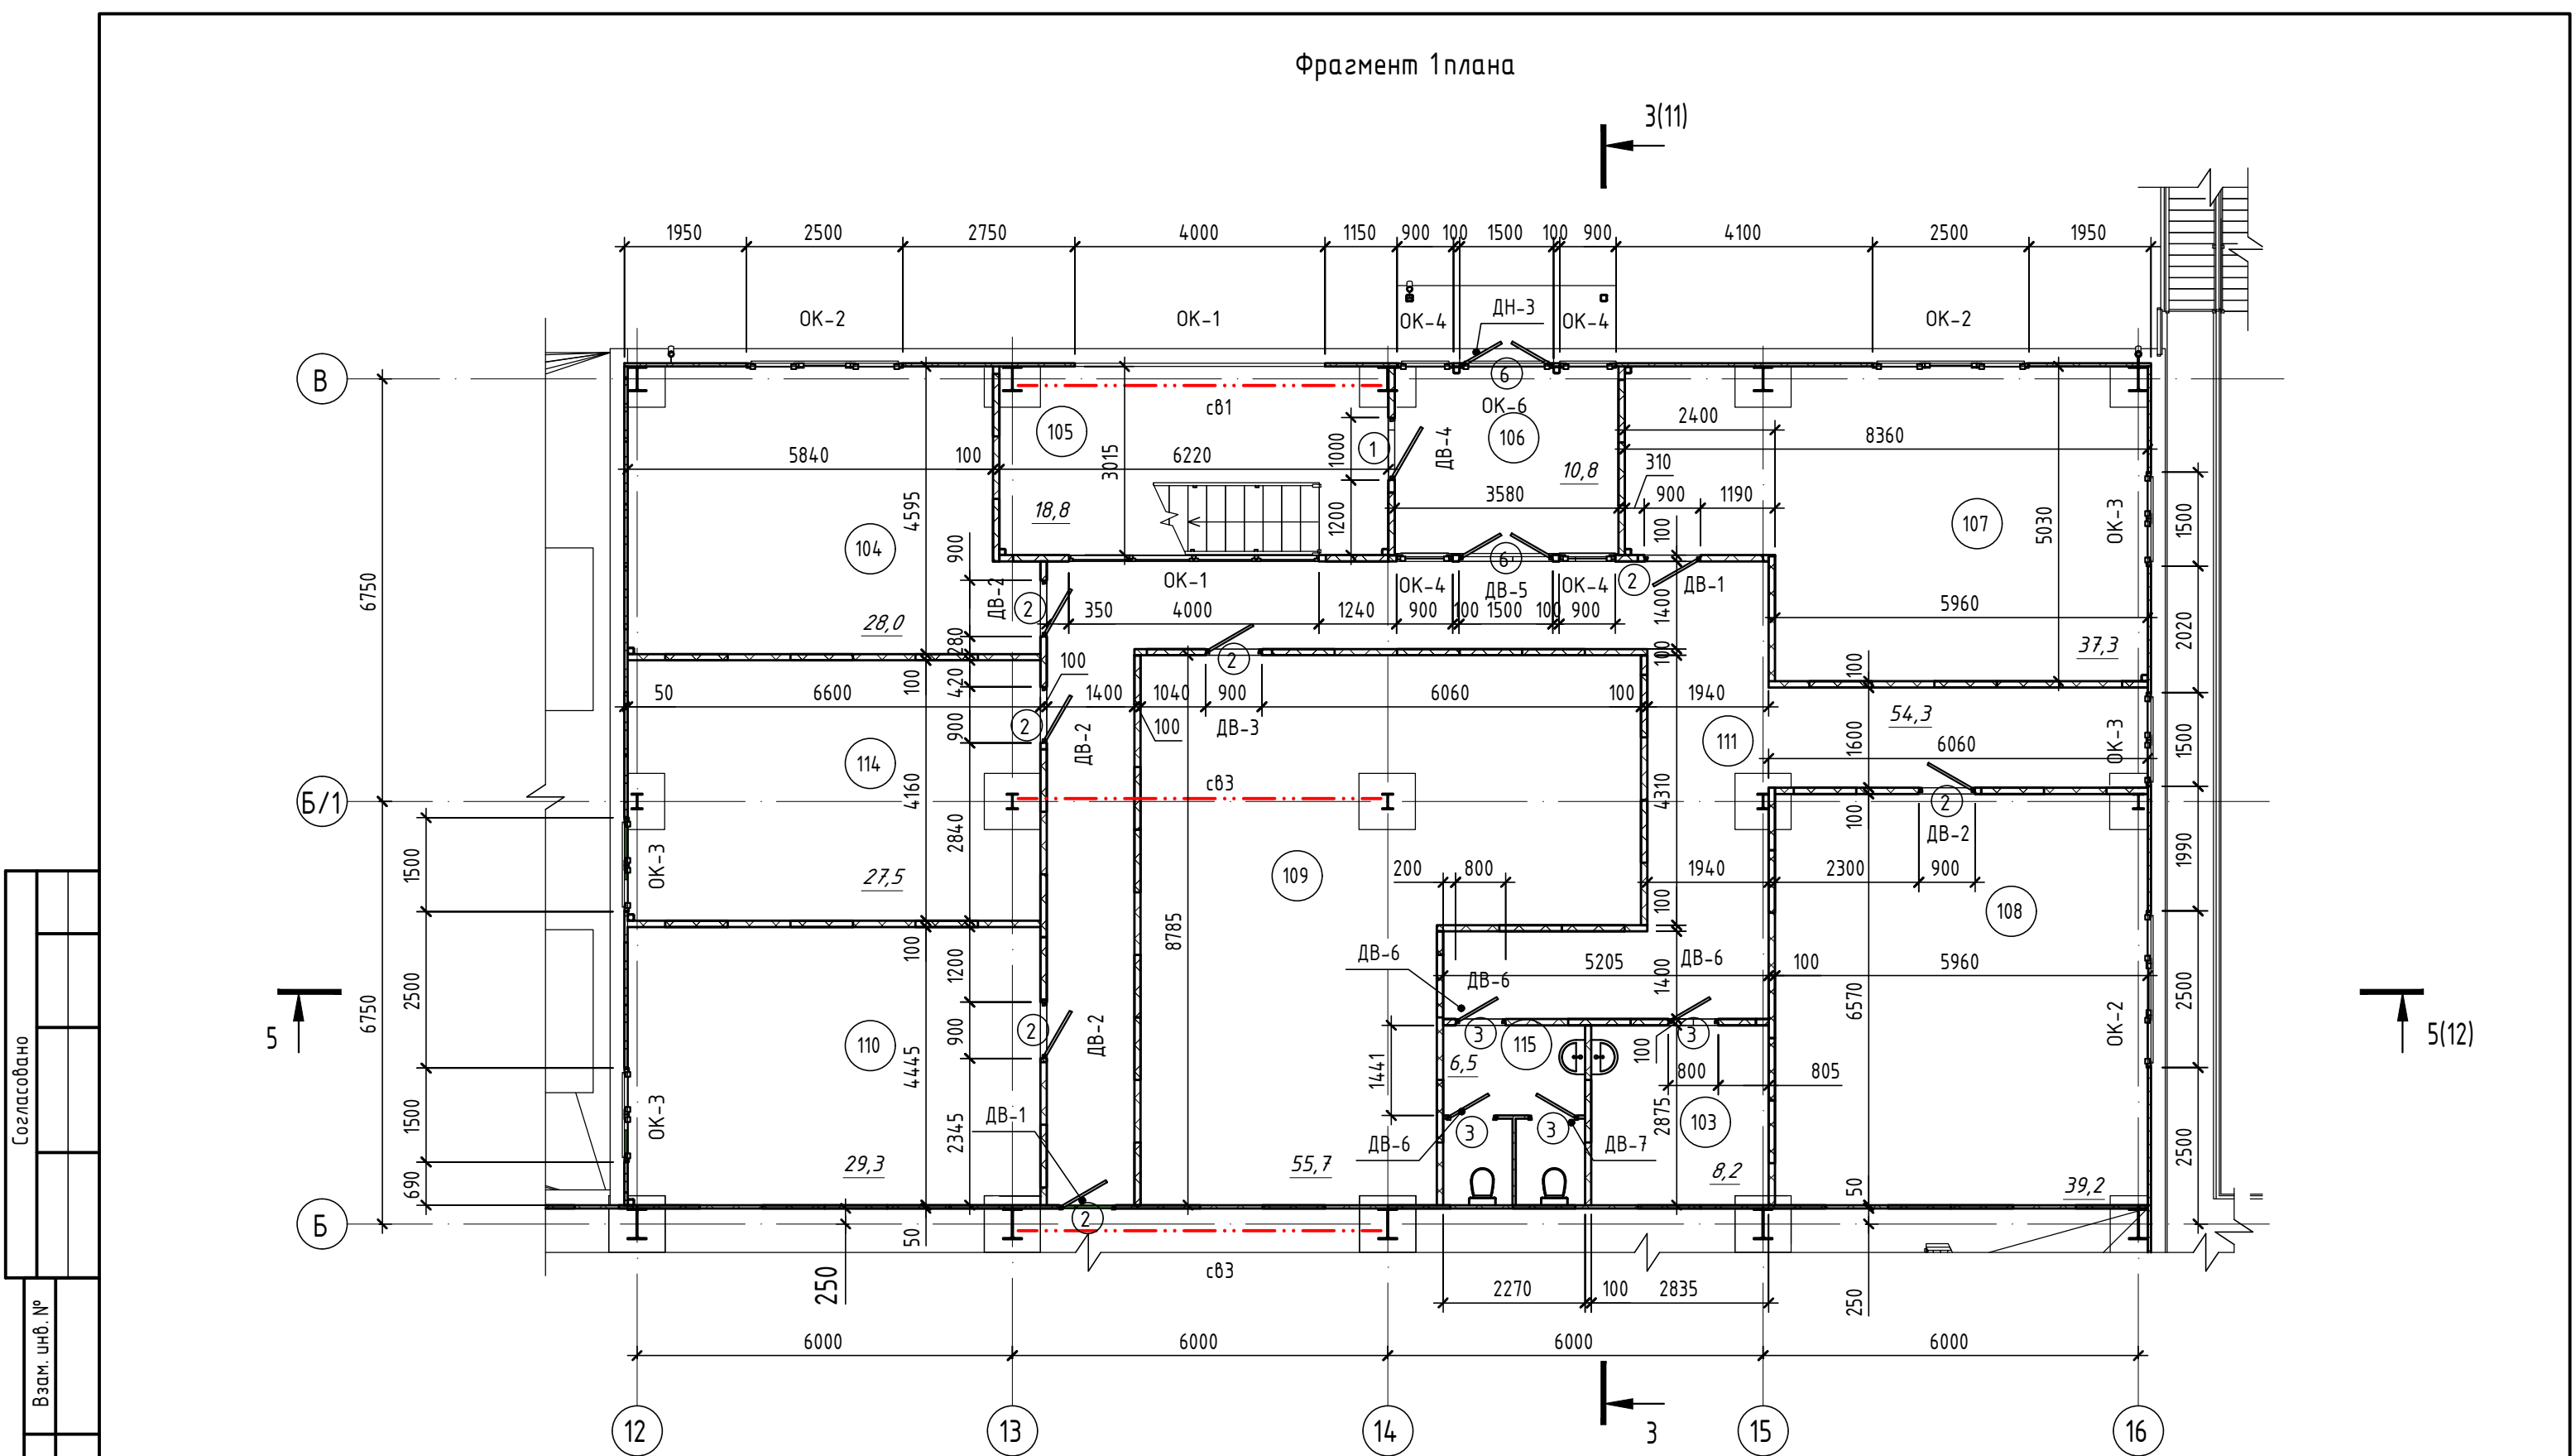 Фрагмент 1плана
3(11)
1950 2500 2750 4000 1150 900 100 1500 100 900 4100 2500 1950
ОК-2 ОК-1 ОК-4 ДН-3 ОК-4 ОК-2
В
6
св1
ОК-6
105 1 ДВ-4 106
2400
8360
5840 100 6220
3015 1000
310
10,8
3580 900 1190
4595
18,8
1200
100
107
5030
ОК-3
1500
104
900
ДВ-2
2
ОК-1 ОК-4 6 ДВ-5 ОК-4 2 ДВ-1
350 4000 1240 900 100 1500 100 900
1400
5960
28,0
280
37,3
2020
6750
2
100
100
50 6600 100 420 100 1400 1040 900 6060 100 1940
100
54,3
900 2 ДВ-2 100 ДВ-3
111
1600
6060
ОК-3
1500
114
Б/1
св3
4160
2840
4310
100
2
ДВ-2
1500
ОК-3
27,5
109
200 800 1940 2300 900
1990
108
8785
100
100
1200
ДВ-6 ДВ-6 5205 ДВ-6 100 5960
1400
6570
ОК-2
2500
2500
6750
5
900
2
ДВ-2
110
3 115 3
6,5
100
1441
800 805
5(12)
4445
1500
ОК-3
2345
ДВ-1
3 3
103
2875
ДВ-6 ДВ-7
2500
29,3 55,7 8,2 39,2
690
50
Б
2
50
250
св3
2270 100 2835
250
6000 6000 6000 6000
12 13 14 3 15 16
Согласовано
Взам. инв. №